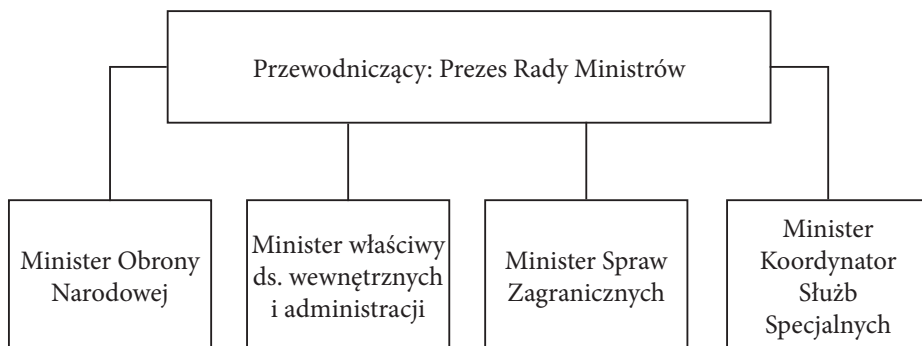 Przewodniczący: Prezes Rady Ministrów
Minister Obrony
Narodowej
Minister właściwy
ds. wewnętrznych
i administracji
Minister Spraw
Zagranicznych
Minister
Koordynator
Służb
Specjalnych